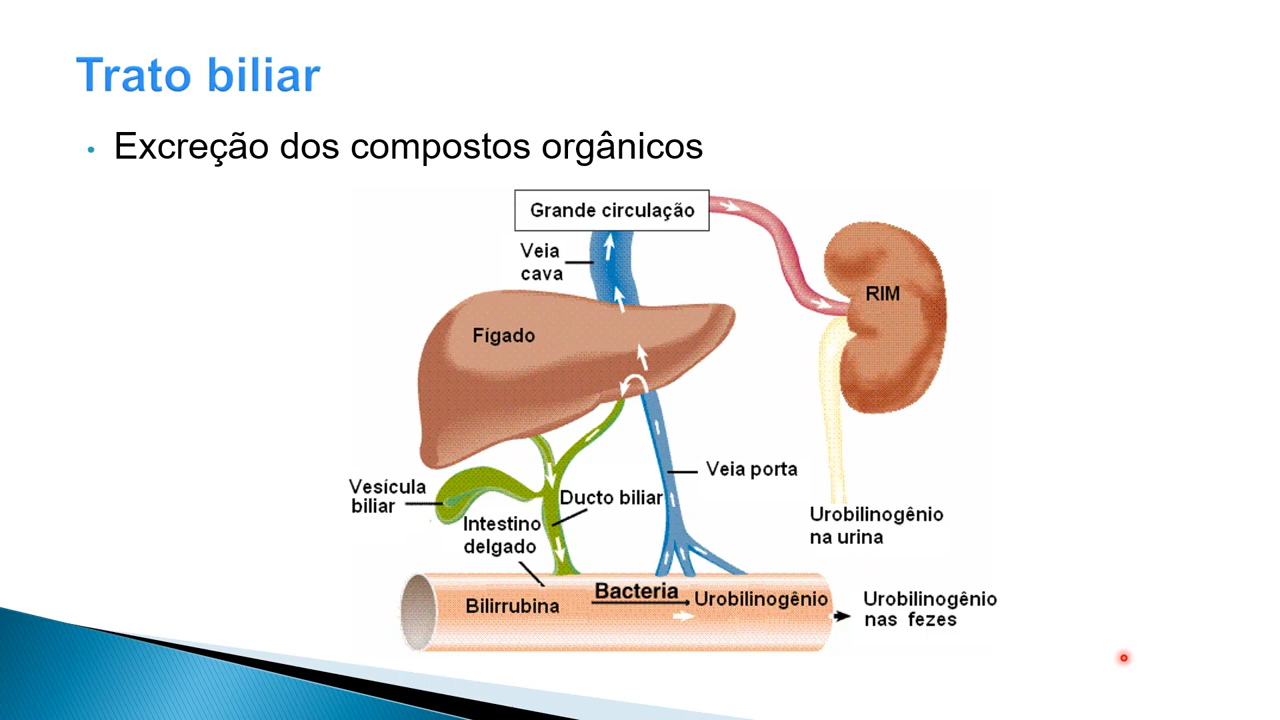 Trato biliar
• Excreção dos compostos orgânicos
Grande circulação
Veia
cava
RIM
Fígado
Veia porta
Vesícula
biliar
Ducto biliar
Intestino
delgado
Urobilinogênio
na urina
Bilirrubina
Bacteria
Urobilinogênio
Urobilinogênio
nas fezes